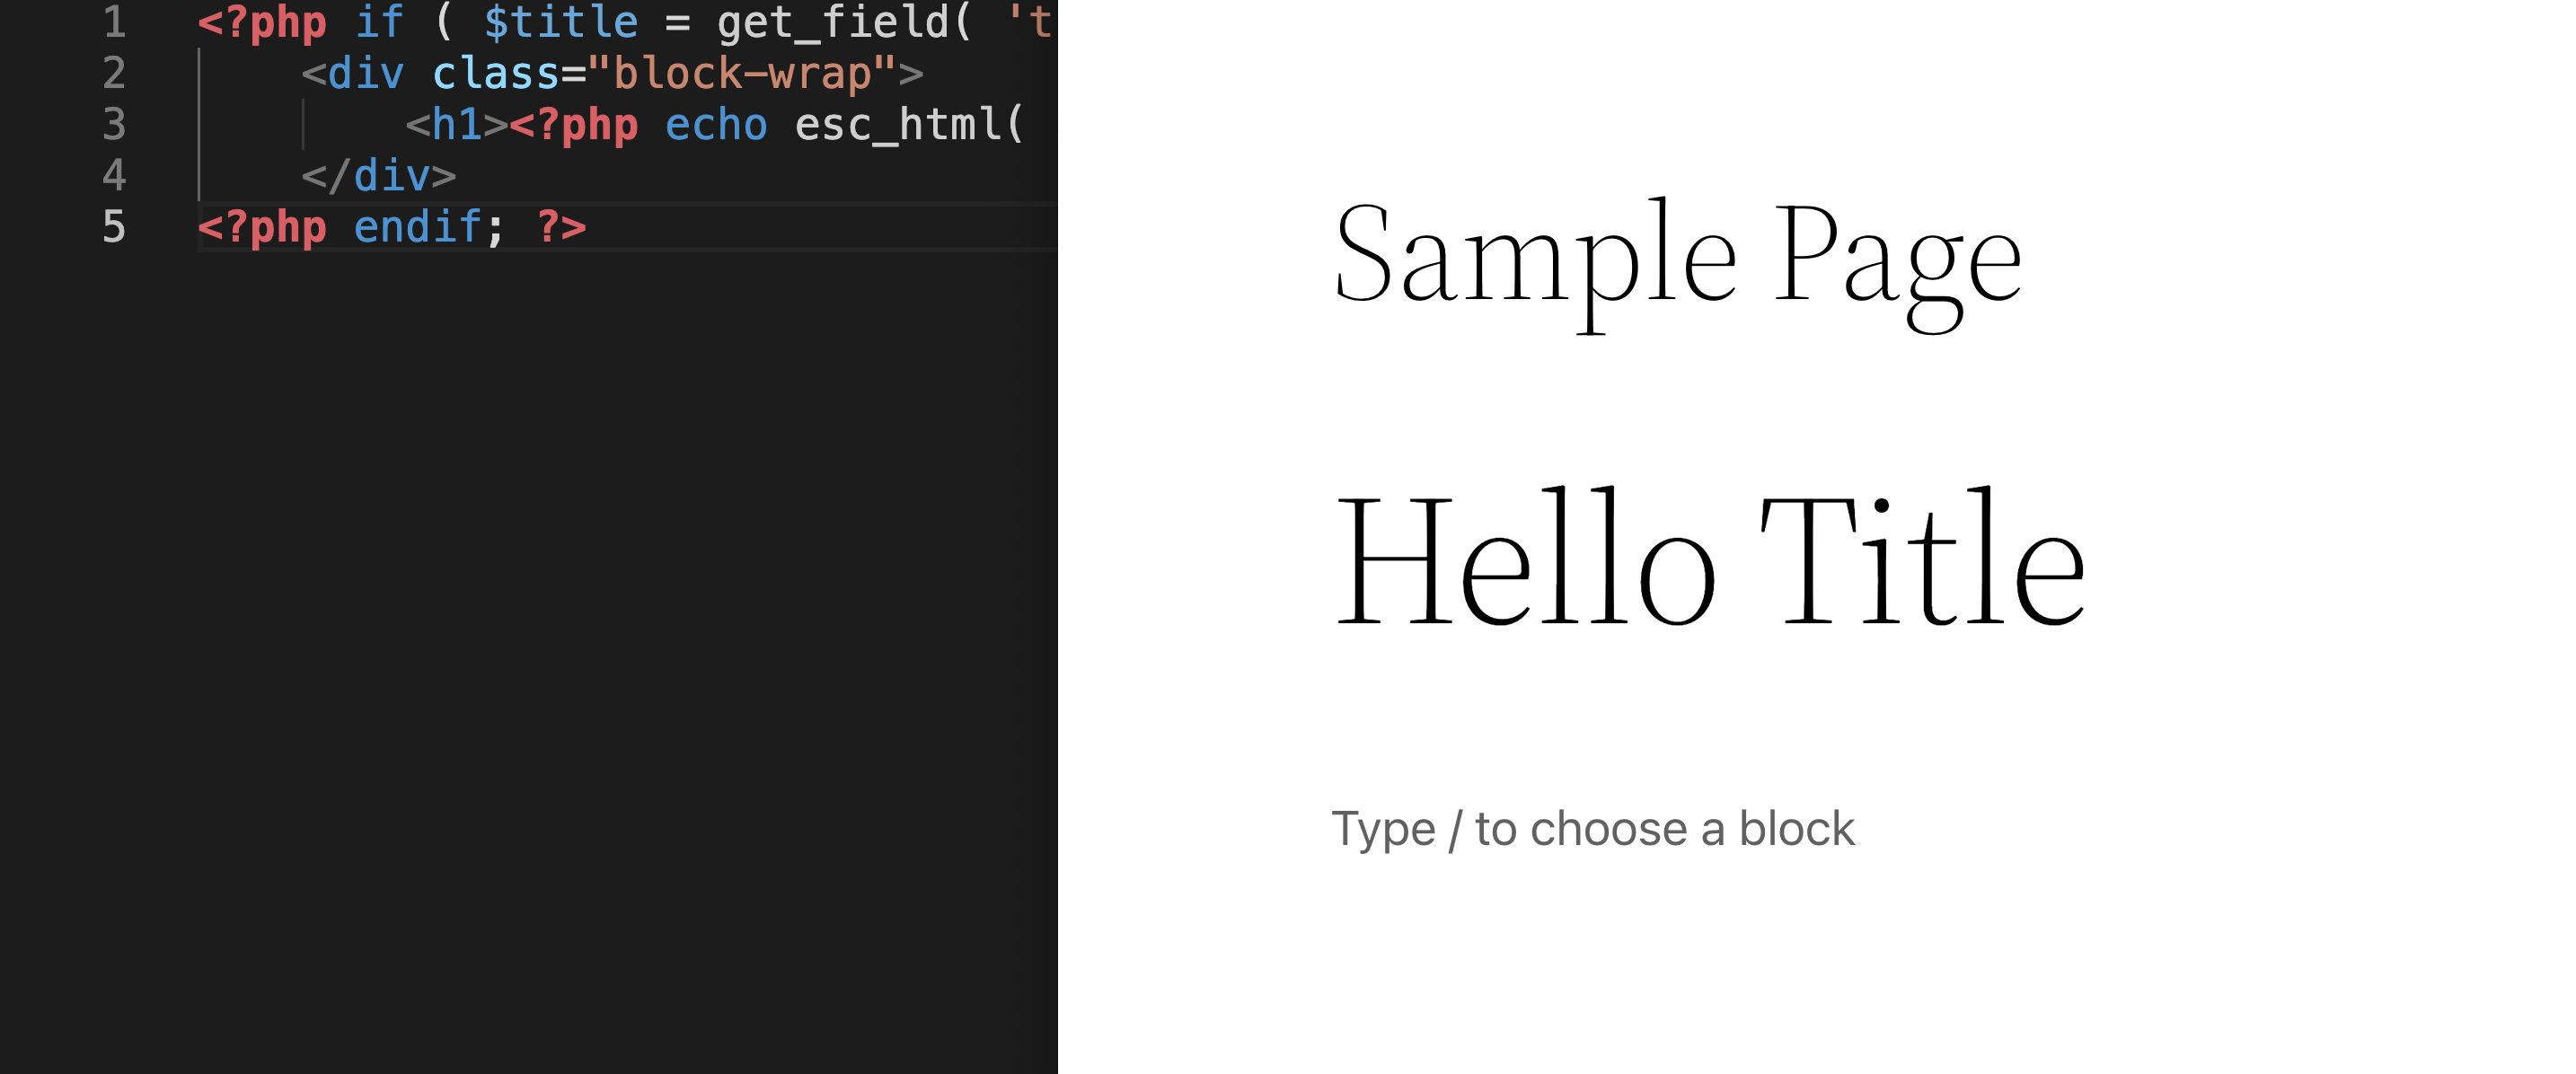 1 <?php if ( $title = get_field( 't
2 <div class="block-wrap">
3 <h1><?php echo esc_html(
4 </div>
5 <?php endif; ?>
Sample Page
Hello Title
Type / to choose a block